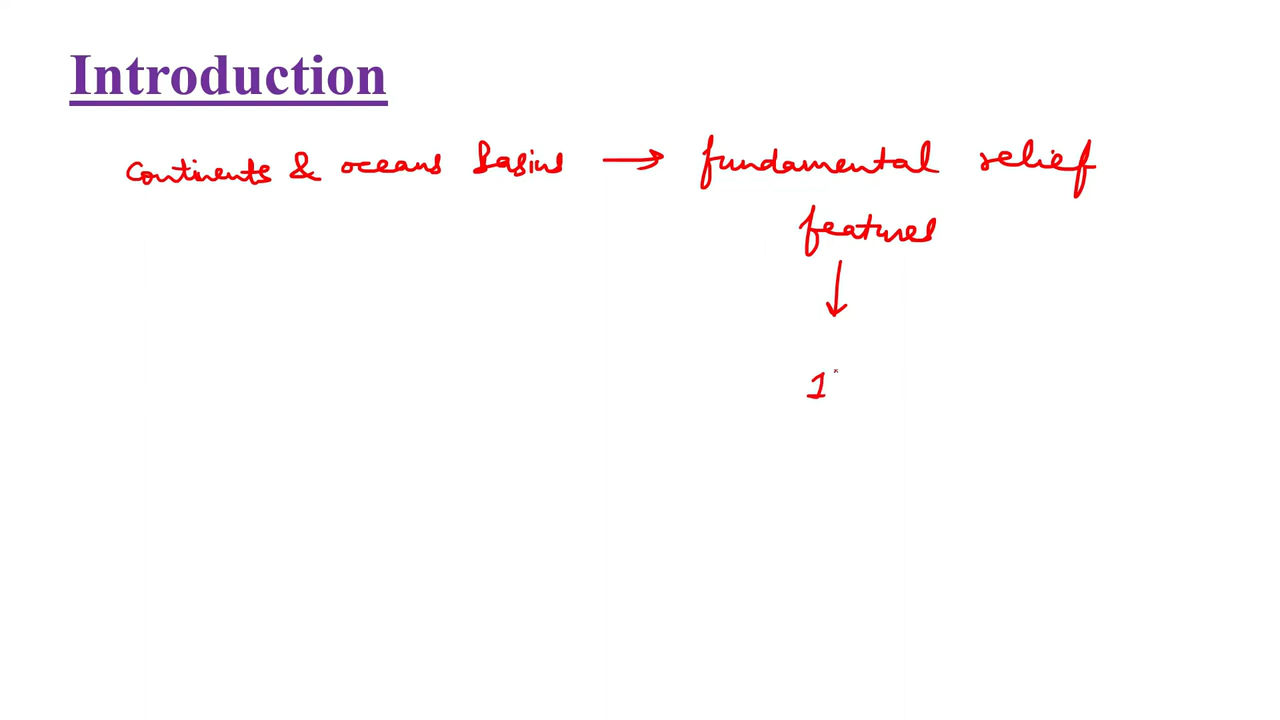 Introduction
continents & oceans basins → fundamental relief
features
↓
1